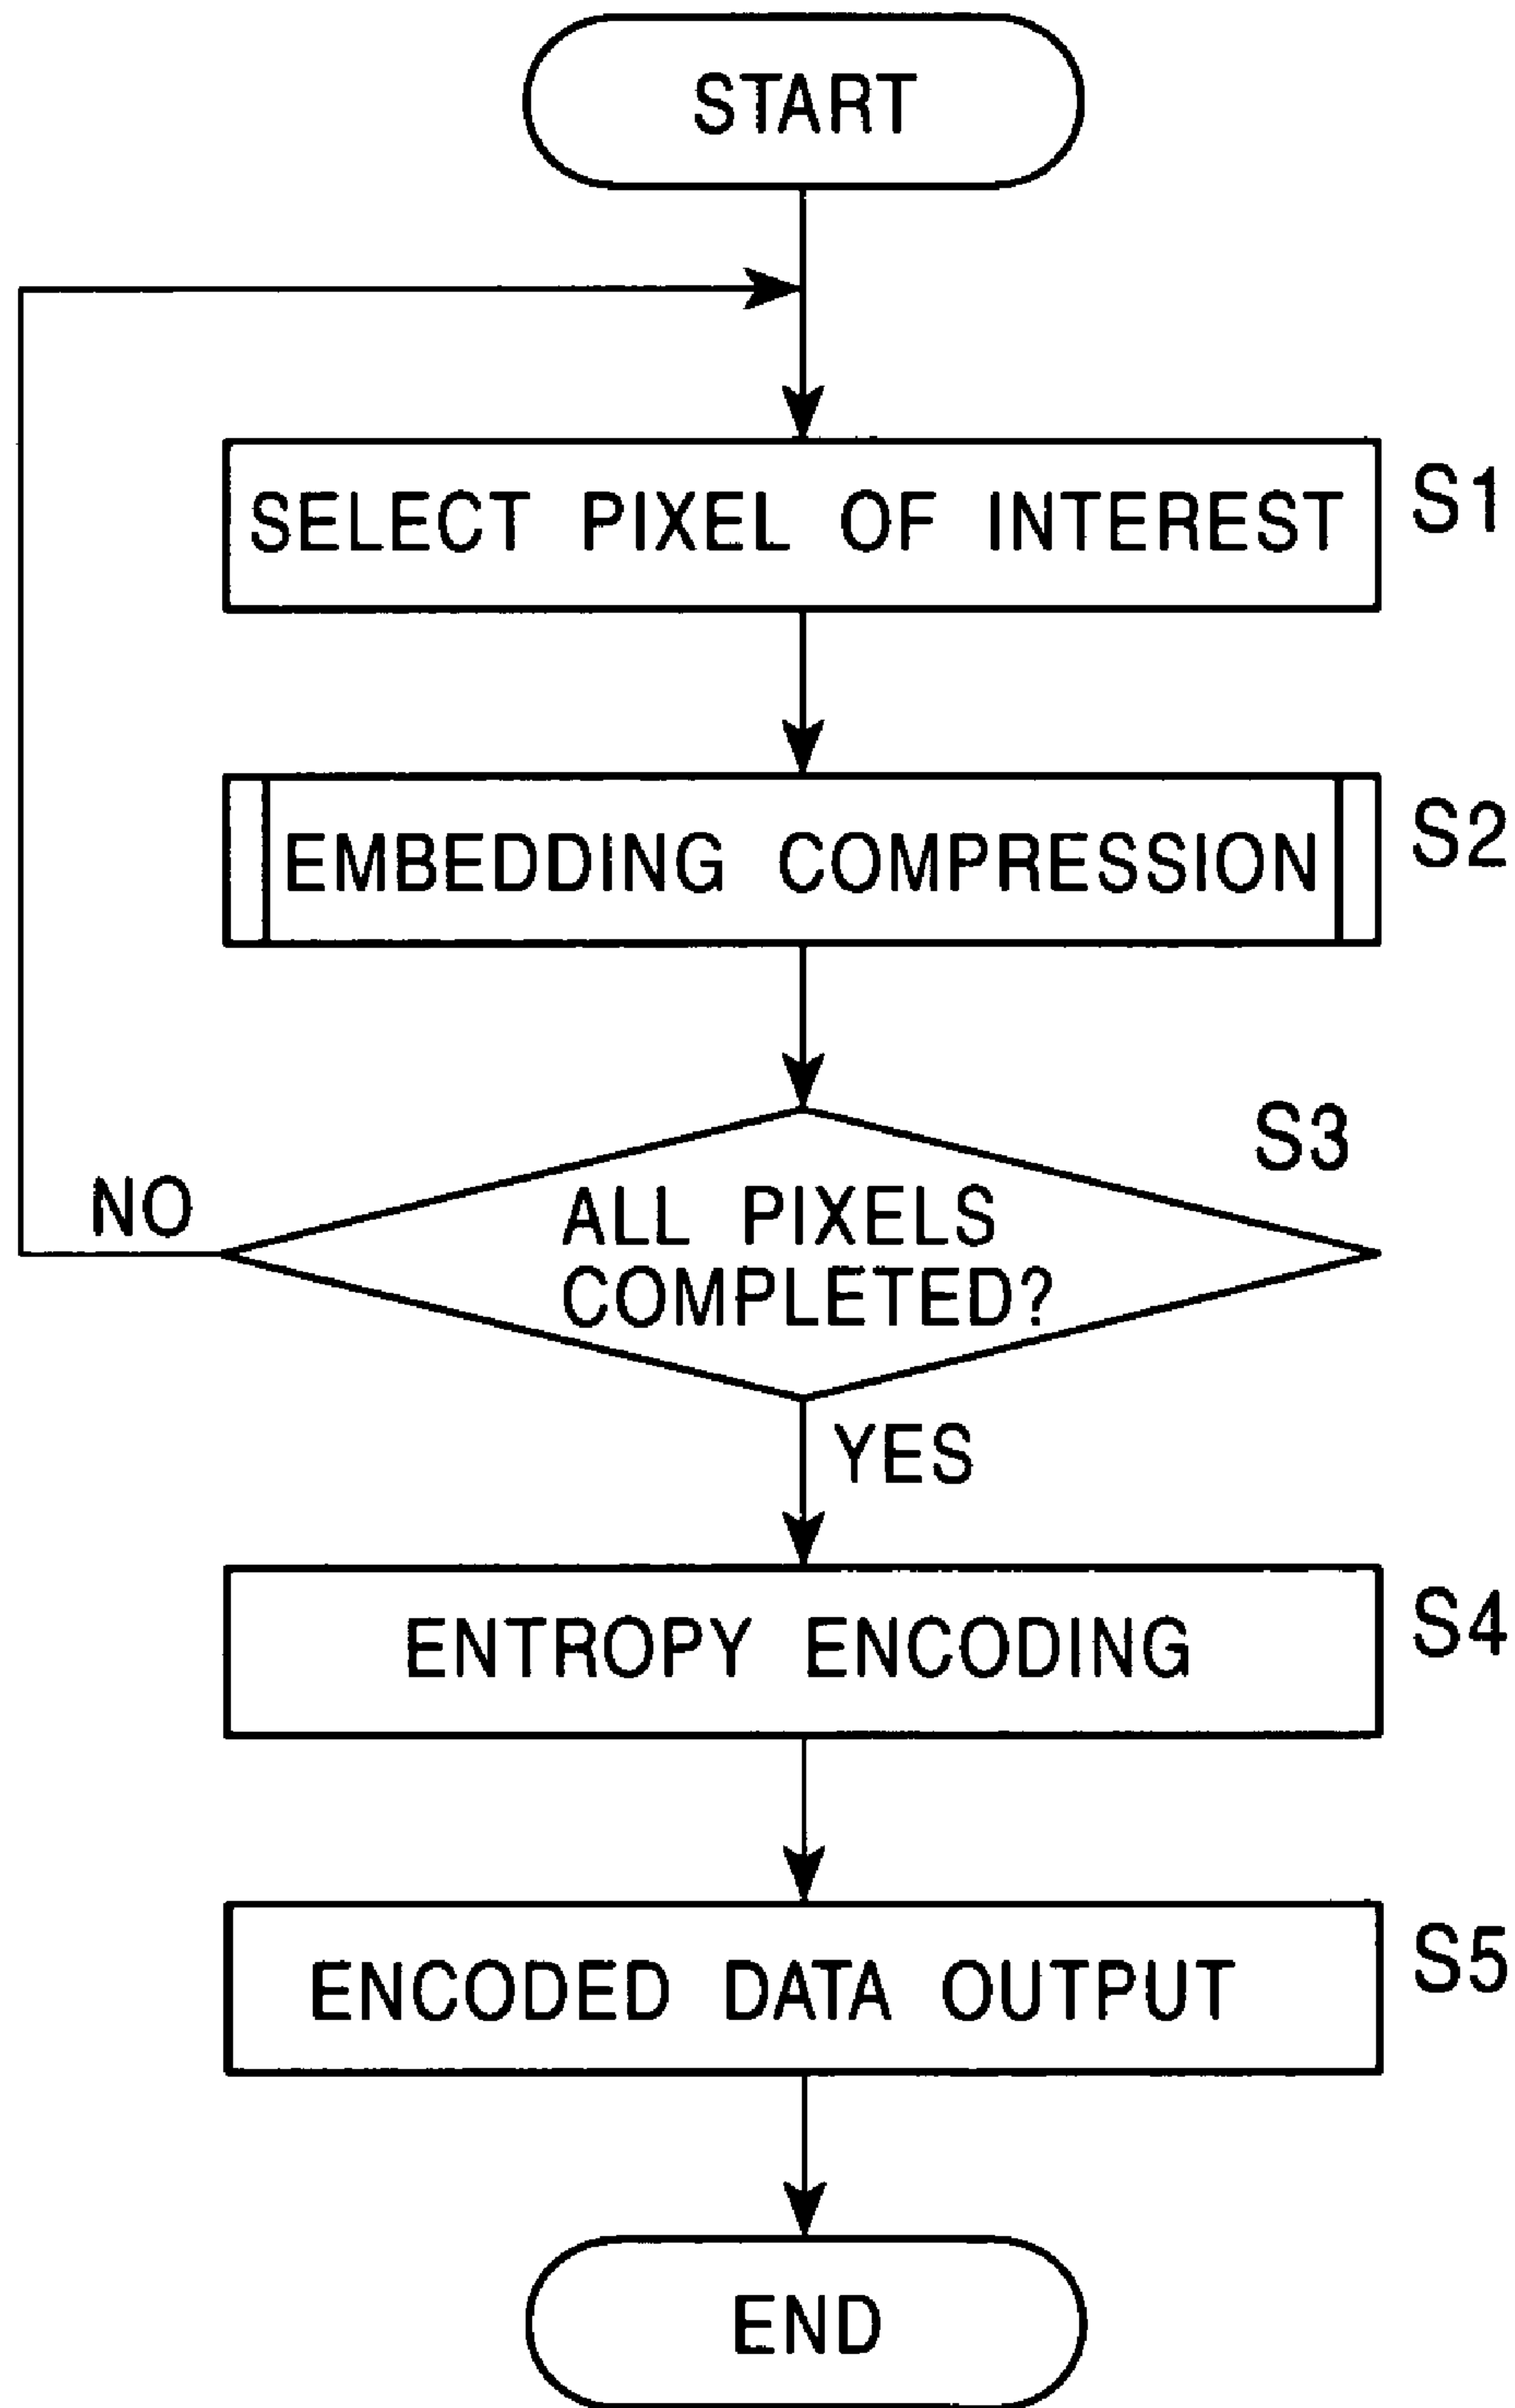 START
SELECT PIXEL OF INTEREST
S1
EMBEDDING COMPRESSION
S2
S3
NO
ALL PIXELS
COMPLETED?
YES
ENTROPY ENCODING
S4
ENCODED DATA OUTPUT
S5
END